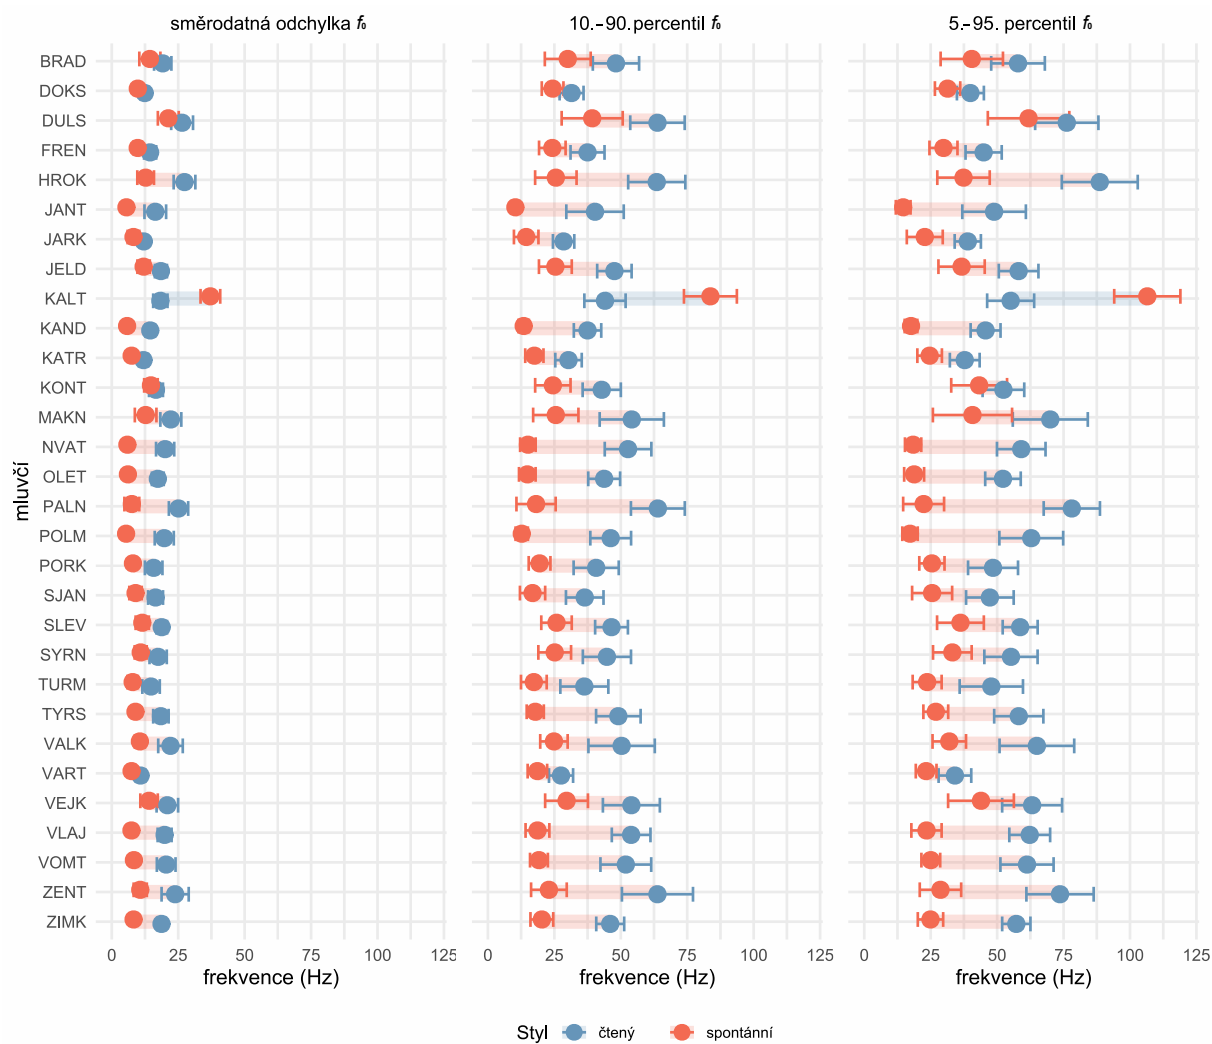 směrodatná odchylka f₀
10.–90. percentil f₀
5.–95. percentil f₀
mluvčí
BRAD
DOKS
DULS
FREN
HROK
JANT
JARK
JELD
KALT
KAND
KATR
KONT
MAKN
NVAT
OLET
PALN
POLM
PORK
SJAN
SLEV
SYRN
TURM
TYRS
VALK
VART
VEJK
VLAJ
VOMT
ZENT
ZIMK
0 25 50 75 100 125 0 25 50 75 100 125 0 25 50 75 100 125
frekvence (Hz) frekvence (Hz) frekvence (Hz)
Styl čtený spontánní